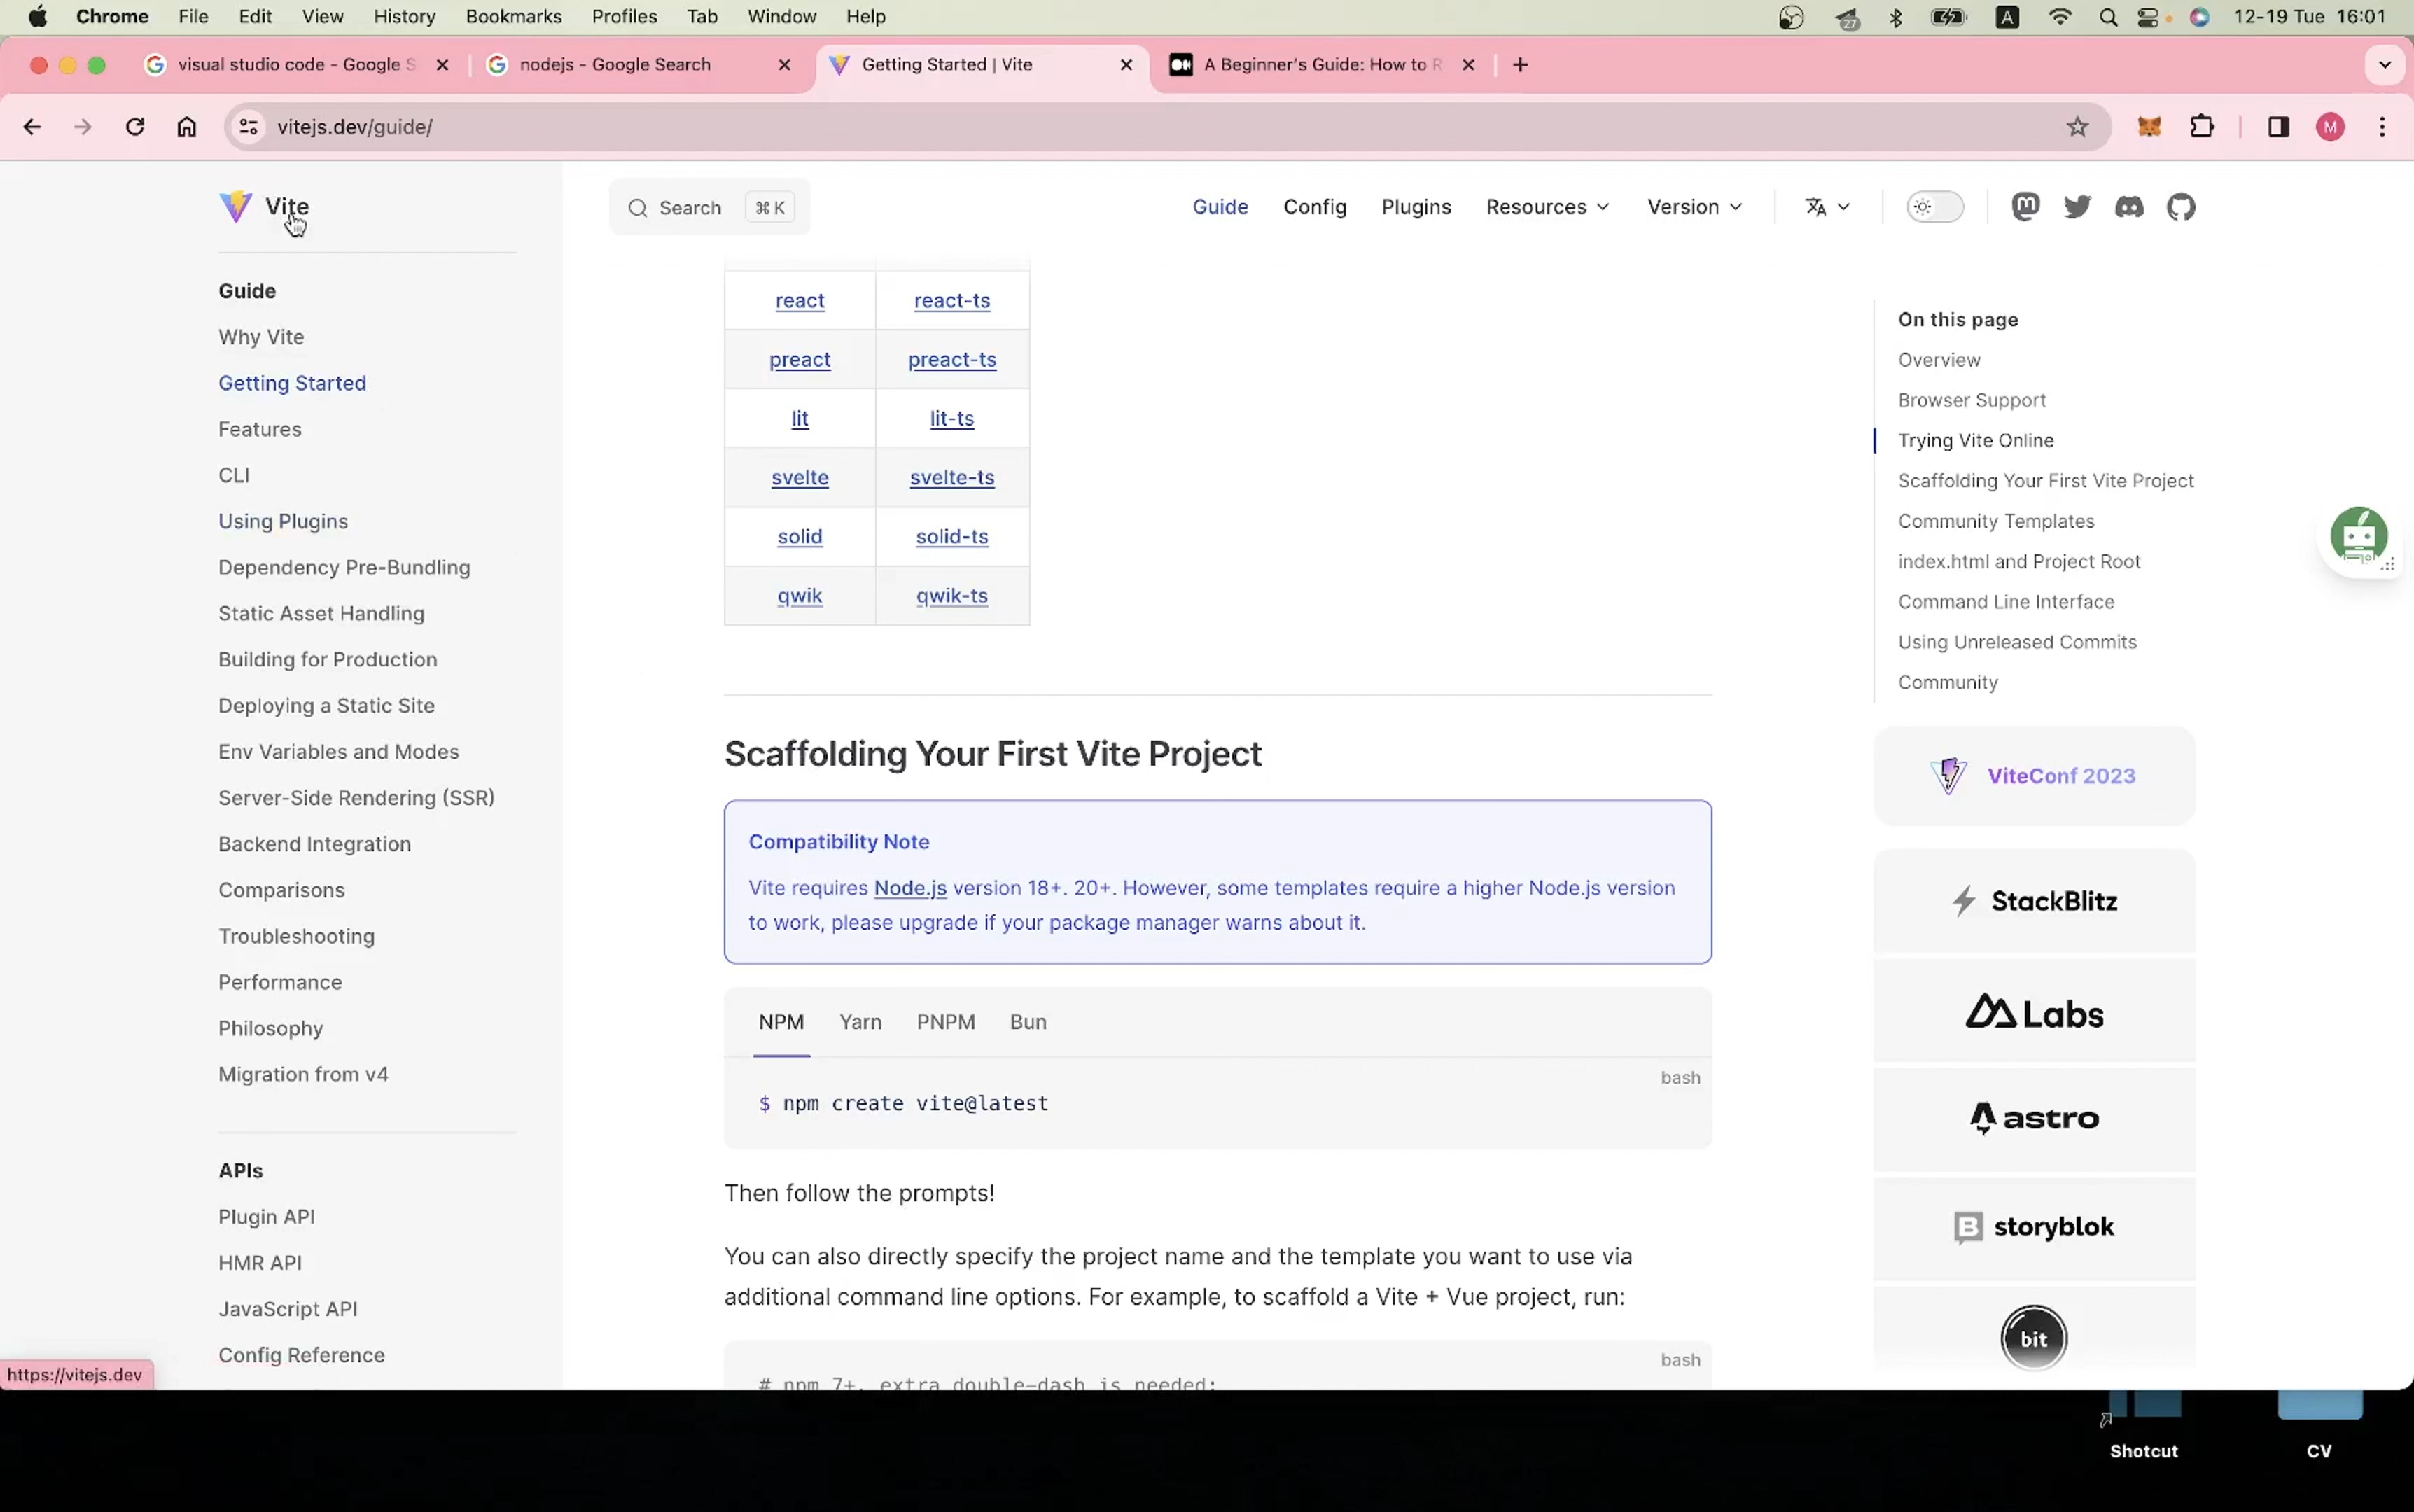 Chrome File Edit View History Bookmarks Profiles Tab Window Help 27 A 12-19 Tue 16:01
visual studio code - Google S nodejs - Google Search Getting Started | Vite A Beginner's Guide: How to R
vitejs.dev/guide/ M
Vite
Search ⌘ K Guide Config Plugins Resources Version
Guide
Why Vite
Getting Started
Features
CLI
Using Plugins
Dependency Pre-Bundling
Static Asset Handling
Building for Production
Deploying a Static Site
Env Variables and Modes
Server-Side Rendering (SSR)
Backend Integration
Comparisons
Troubleshooting
Performance
Philosophy
Migration from v4
APIs
Plugin API
HMR API
JavaScript API
Config Reference
react react-ts
preact preact-ts
lit lit-ts
svelte svelte-ts
solid solid-ts
qwik qwik-ts
Scaffolding Your First Vite Project
Compatibility Note
Vite requires Node.js version 18+. 20+. However, some templates require a higher Node.js version
to work, please upgrade if your package manager warns about it.
NPM Yarn PNPM Bun
bash
$ npm create vite@latest
Then follow the prompts!
You can also directly specify the project name and the template you want to use via
additional command line options. For example, to scaffold a Vite + Vue project, run:
bash
# npm 7+, extra double-dash is needed:
On this page
Overview
Browser Support
Trying Vite Online
Scaffolding Your First Vite Project
Community Templates
index.html and Project Root
Command Line Interface
Using Unreleased Commits
Community
ViteConf 2023
StackBlitz
Labs
astro
storyblok
bit
https://vitejs.dev
Shotcut CV